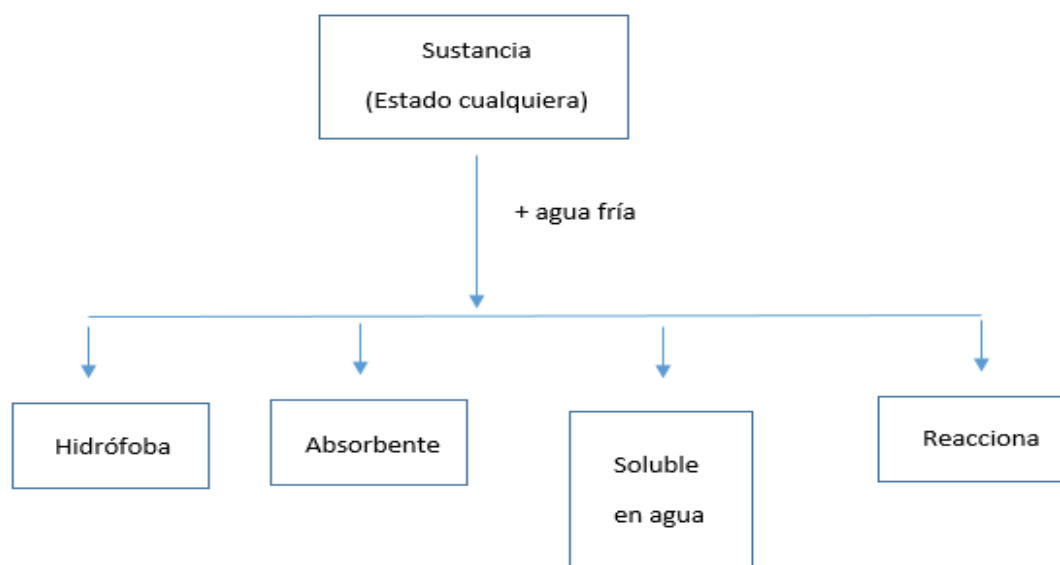 Sustancia
(Estado cualquiera)
+ agua fría
Hidrófoba
Absorbente
Soluble
en agua
Reacciona